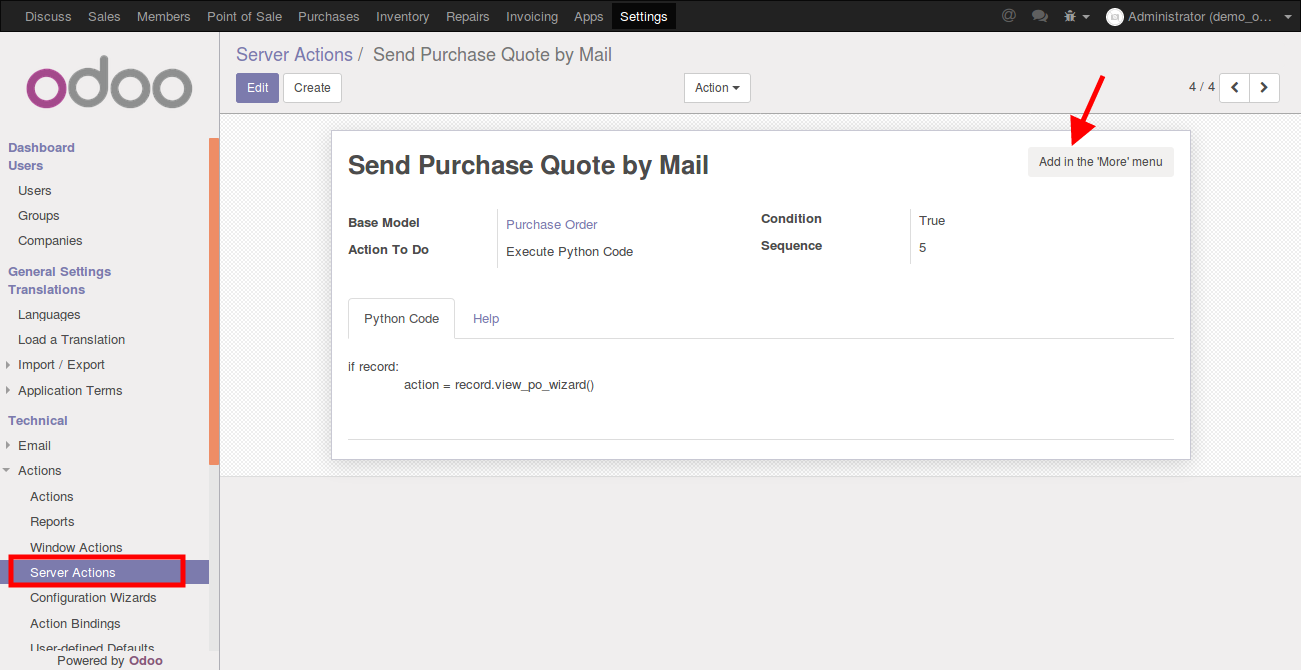 Discuss Sales Members Point of Sale Purchases Inventory Repairs Invoicing Apps Settings @ Administrator (demo_o...
odoo
Dashboard
Users
Users
Groups
Companies
General Settings
Translations
Languages
Load a Translation
Import / Export
Application Terms
Technical
Email
Actions
Actions
Reports
Window Actions
Server Actions
Configuration Wizards
Action Bindings
User-defined Defaults
Powered by Odoo
Server Actions / Send Purchase Quote by Mail
Edit Create Action 4 / 4
Send Purchase Quote by Mail
Add in the 'More' menu
Base Model Purchase Order
Action To Do Execute Python Code
Condition True
Sequence 5
Python Code Help
if record:
action = record.view_po_wizard()